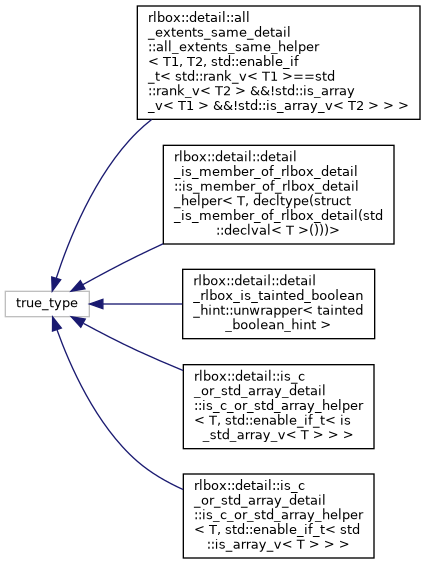 rlbox::detail::all
_extents_same_detail
::all_extents_same_helper
< T1, T2, std::enable_if
_t< std::rank_v< T1 >==std
::rank_v< T2 > &&!std::is_array
_v< T1 > &&!std::is_array_v< T2 > > >
rlbox::detail::detail
_is_member_of_rlbox_detail
::is_member_of_rlbox_detail
_helper< T, decltype(struct
_is_member_of_rlbox_detail(std
::declval< T >()))>
rlbox::detail::detail
_rlbox_is_tainted_boolean
_hint::unwrapper< tainted
_boolean_hint >
true_type
rlbox::detail::is_c
_or_std_array_detail
::is_c_or_std_array_helper
< T, std::enable_if_t< is
_std_array_v< T > > >
rlbox::detail::is_c
_or_std_array_detail
::is_c_or_std_array_helper
< T, std::enable_if_t< std
::is_array_v< T > > >